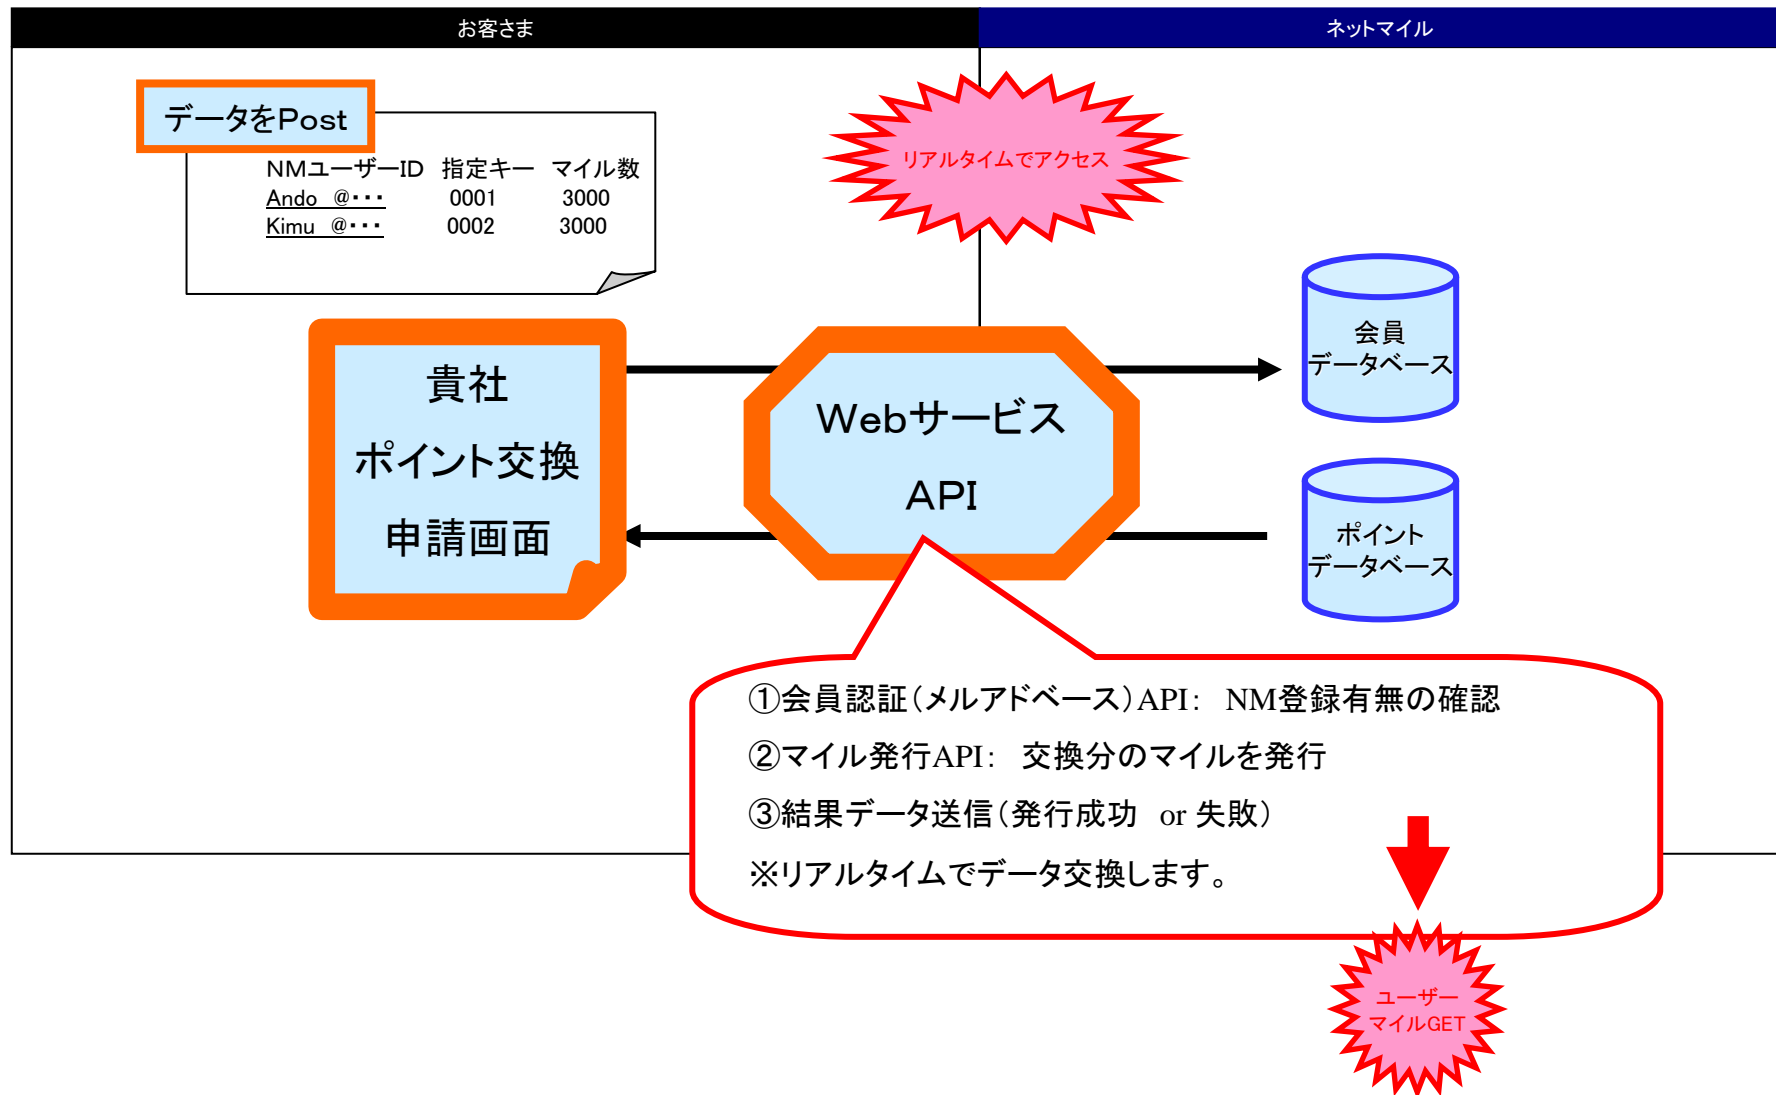 お客さま
ネットマイル
データをPost
リアルタイムでアクセス
NMユーザーID 指定キー マイル数
Ando @・・・ 0001 3000
Kimu @・・・ 0002 3000
貴社
ポイント交換
申請画面
Webサービス
API
会員
データベース
ポイント
データベース
①会員認証(メルアドベース)API: NM登録有無の確認
②マイル発行API: 交換分のマイルを発行
③結果データ送信(発行成功 or 失敗)
※リアルタイムでデータ交換します。
ユーザー
マイルGET